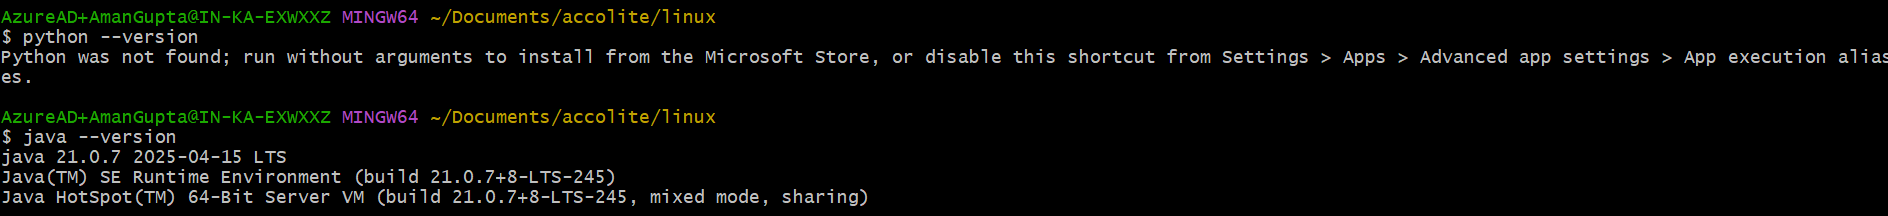 AzureAD+AmanGupta@IN-KA-EXWXXZ MINGW64 ~/Documents/accolite/linux
$ python --version
Python was not found; run without arguments to install from the Microsoft Store, or disable this shortcut from Settings > Apps > Advanced app settings > App execution alias
es.
AzureAD+AmanGupta@IN-KA-EXWXXZ MINGW64 ~/Documents/accolite/linux
$ java --version
java 21.0.7 2025-04-15 LTS
Java(TM) SE Runtime Environment (build 21.0.7+8-LTS-245)
Java HotSpot(TM) 64-Bit Server VM (build 21.0.7+8-LTS-245, mixed mode, sharing)